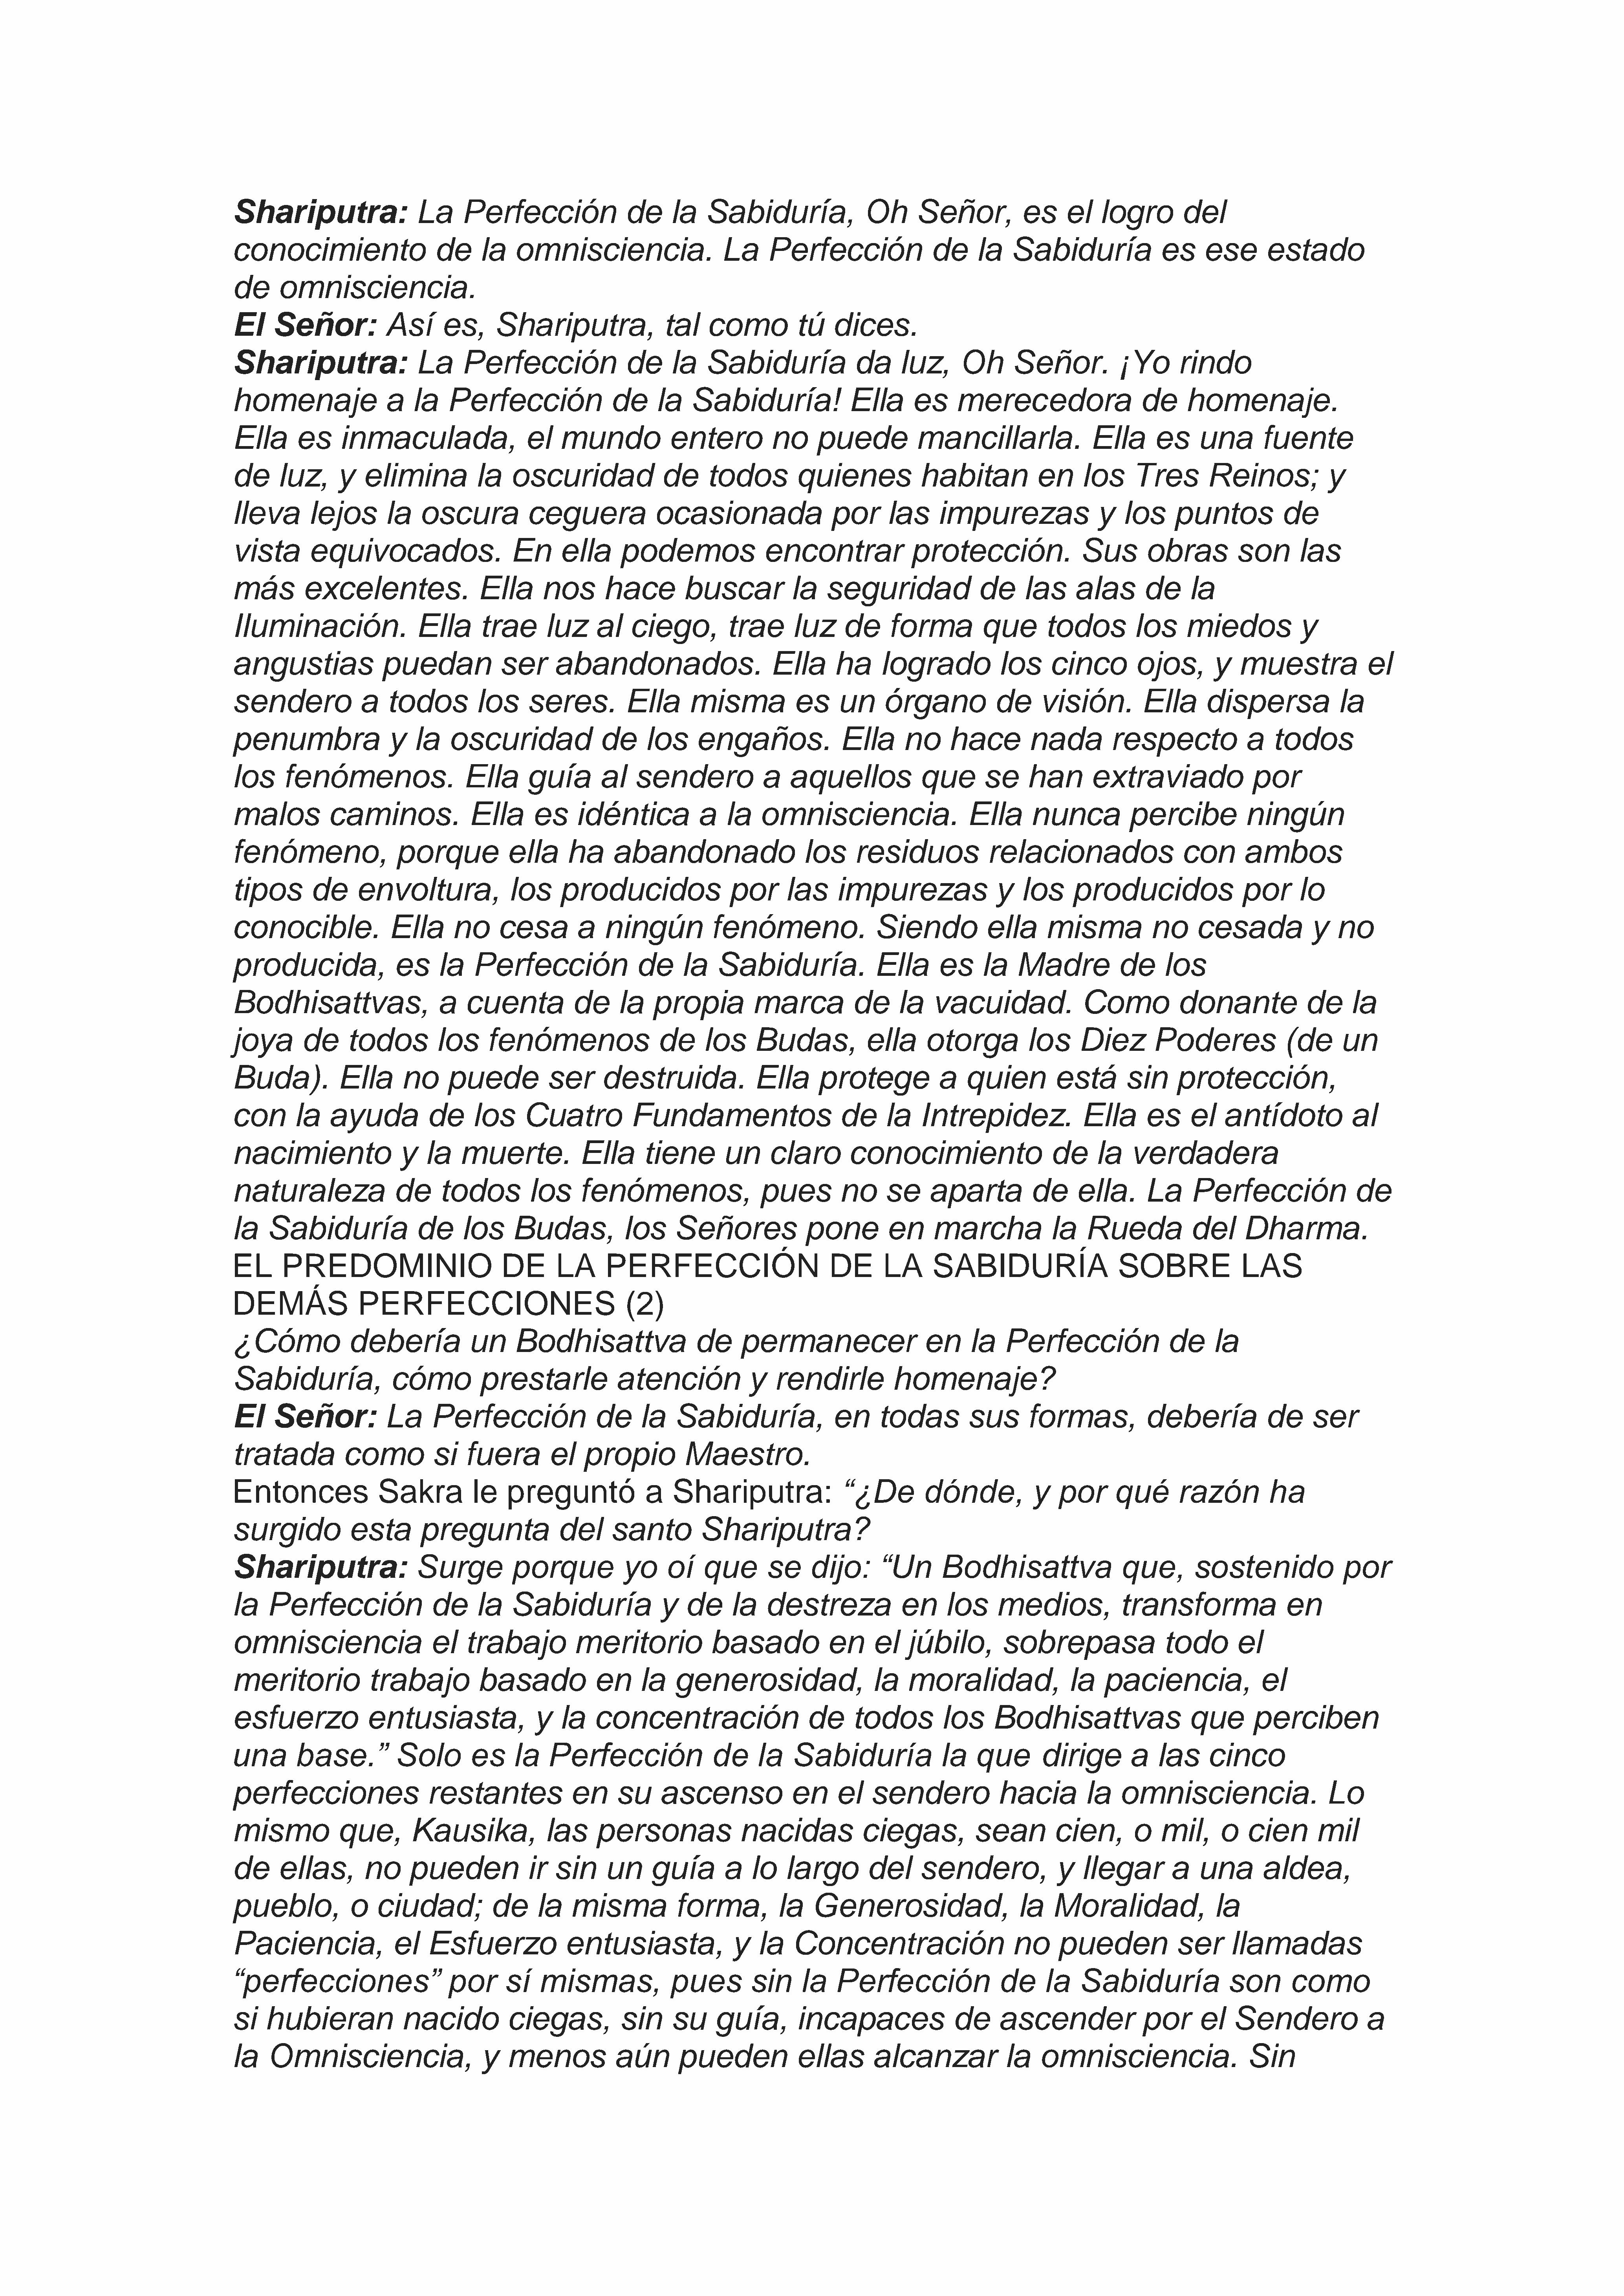 Shariputra: La Perfección de la Sabiduría, Oh Señor, es el logro del
conocimiento de la omnisciencia. La Perfección de la Sabiduría es ese estado
de omnisciencia.
El Señor: Así es, Shariputra, tal como tú dices.
Shariputra: La Perfección de la Sabiduría da luz, Oh Señor. ¡Yo rindo
homenaje a la Perfección de la Sabiduría! Ella es merecedora de homenaje.
Ella es inmaculada, el mundo entero no puede mancillarla. Ella es una fuente
de luz, y elimina la oscuridad de todos quienes habitan en los Tres Reinos; y
lleva lejos la oscura ceguera ocasionada por las impurezas y los puntos de
vista equivocados. En ella podemos encontrar protección. Sus obras son las
más excelentes. Ella nos hace buscar la seguridad de las alas de la
Iluminación. Ella trae luz al ciego, trae luz de forma que todos los miedos y
angustias puedan ser abandonados. Ella ha logrado los cinco ojos, y muestra el
sendero a todos los seres. Ella misma es un órgano de visión. Ella dispersa la
penumbra y la oscuridad de los engaños. Ella no hace nada respecto a todos
los fenómenos. Ella guía al sendero a aquellos que se han extraviado por
malos caminos. Ella es idéntica a la omnisciencia. Ella nunca percibe ningún
fenómeno, porque ella ha abandonado los residuos relacionados con ambos
tipos de envoltura, los producidos por las impurezas y los producidos por lo
conocible. Ella no cesa a ningún fenómeno. Siendo ella misma no cesada y no
producida, es la Perfección de la Sabiduría. Ella es la Madre de los
Bodhisattvas, a cuenta de la propia marca de la vacuidad. Como donante de la
joya de todos los fenómenos de los Budas, ella otorga los Diez Poderes (de un
Buda). Ella no puede ser destruida. Ella protege a quien está sin protección,
con la ayuda de los Cuatro Fundamentos de la Intrepidez. Ella es el antídoto al
nacimiento y la muerte. Ella tiene un claro conocimiento de la verdadera
naturaleza de todos los fenómenos, pues no se aparta de ella. La Perfección de
la Sabiduría de los Budas, los Señores pone en marcha la Rueda del Dharma.
EL PREDOMINIO DE LA PERFECCIÓN DE LA SABIDURÍA SOBRE LAS
DEMÁS PERFECCIONES (2)
¿Cómo debería un Bodhisattva de permanecer en la Perfección de la
Sabiduría, cómo prestarle atención y rendirle homenaje?
El Señor: La Perfección de la Sabiduría, en todas sus formas, debería de ser
tratada como si fuera el propio Maestro.
Entonces Sakra le preguntó a Shariputra: “¿De dónde, y por qué razón ha
surgido esta pregunta del santo Shariputra?
Shariputra: Surge porque yo oí que se dijo: “Un Bodhisattva que, sostenido por
la Perfección de la Sabiduría y de la destreza en los medios, transforma en
omnisciencia el trabajo meritorio basado en el júbilo, sobrepasa todo el
meritorio trabajo basado en la generosidad, la moralidad, la paciencia, el
esfuerzo entusiasta, y la concentración de todos los Bodhisattvas que perciben
una base.” Solo es la Perfección de la Sabiduría la que dirige a las cinco
perfecciones restantes en su ascenso en el sendero hacia la omnisciencia. Lo
mismo que, Kausika, las personas nacidas ciegas, sean cien, o mil, o cien mil
de ellas, no pueden ir sin un guía a lo largo del sendero, y llegar a una aldea,
pueblo, o ciudad; de la misma forma, la Generosidad, la Moralidad, la
Paciencia, el Esfuerzo entusiasta, y la Concentración no pueden ser llamadas
“perfecciones” por sí mismas, pues sin la Perfección de la Sabiduría son como
si hubieran nacido ciegas, sin su guía, incapaces de ascender por el Sendero a
la Omnisciencia, y menos aún pueden ellas alcanzar la omnisciencia. Sin